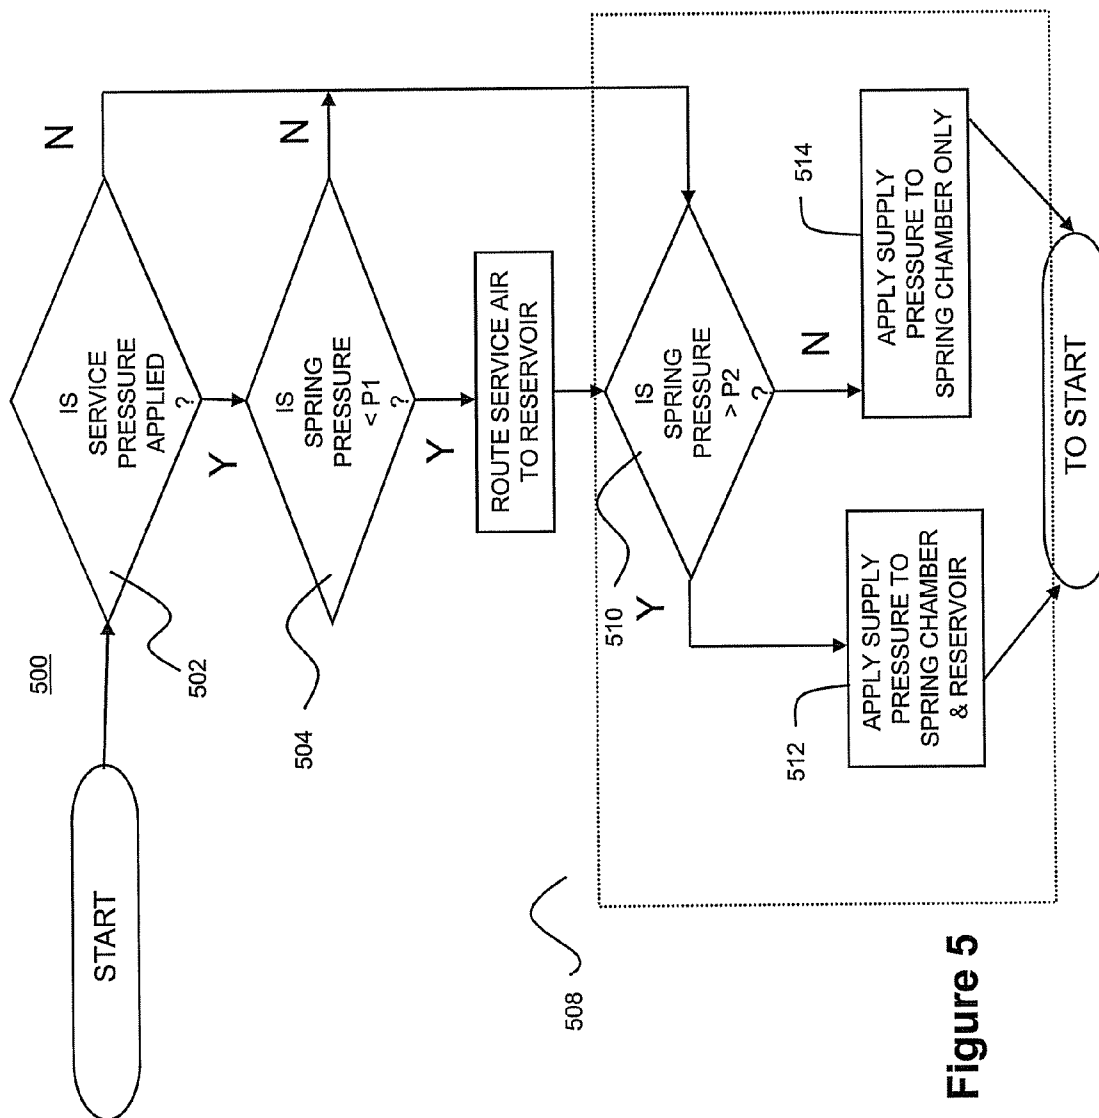 500
START
502
IS
SERVICE
PRESSURE
APPLIED
?
N
Y
504
IS
SPRING
PRESSURE
< P1
?
N
Y
ROUTE SERVICE AIR
TO RESERVOIR
508
510
IS
SPRING
PRESSURE
> P2
?
Y
N
512
APPLY SUPPLY
PRESSURE TO
SPRING CHAMBER
& RESERVOIR
514
APPLY SUPPLY
PRESSURE TO
SPRING CHAMBER ONLY
TO START
Figure 5